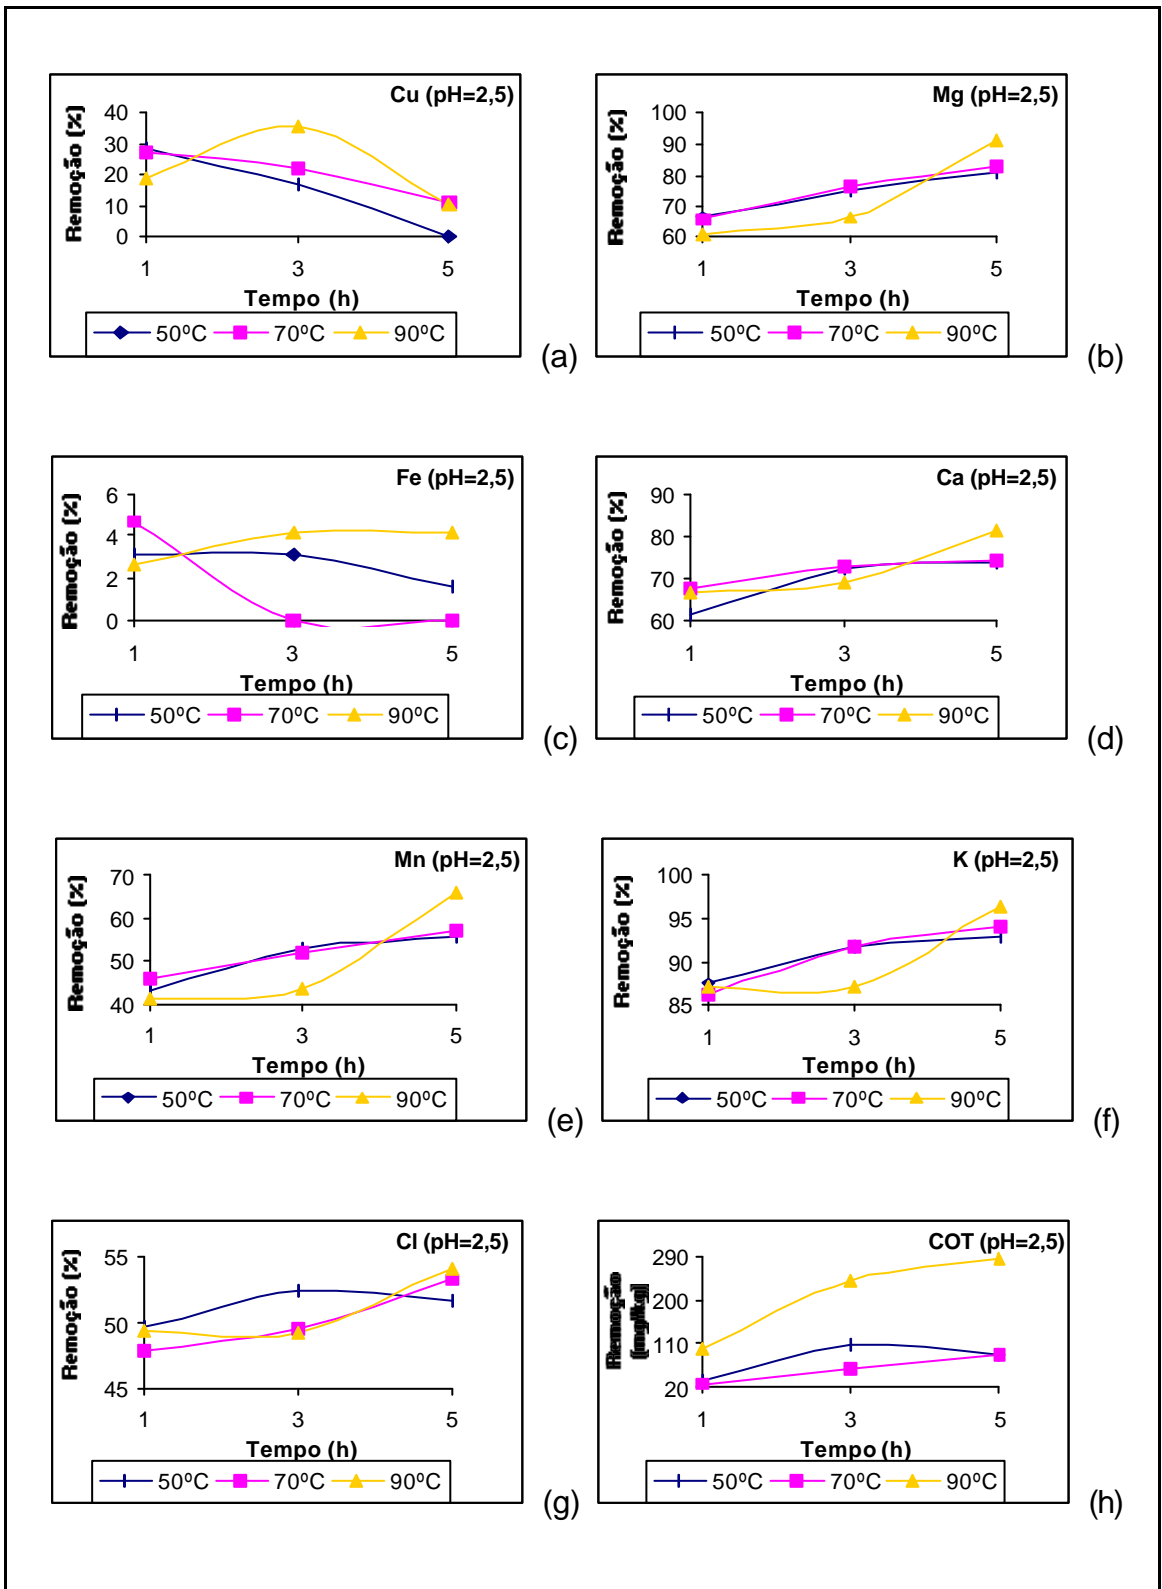 Cu (pH=2,5)
Remoção (%)
40
30
20
10
0
1 3 5
Tempo (h)
50ºC 70ºC 90ºC
(a)
Mg (pH=2,5)
Remoção (%)
100
90
80
70
60
1 3 5
Tempo (h)
50ºC 70ºC 90ºC
(b)
Fe (pH=2,5)
Remoção (%)
6
4
2
0
1 3 5
Tempo (h)
50ºC 70ºC 90ºC
(c)
Ca (pH=2,5)
Remoção (%)
90
80
70
60
1 3 5
Tempo (h)
50ºC 70ºC 90ºC
(d)
Mn (pH=2,5)
Remoção (%)
70
60
50
40
1 3 5
Tempo (h)
50ºC 70ºC 90ºC
(e)
K (pH=2,5)
Remoção (%)
100
95
90
85
1 3 5
Tempo (h)
50ºC 70ºC 90ºC
(f)
Cl (pH=2,5)
Remoção (%)
55
50
45
1 3 5
Tempo (h)
50ºC 70ºC 90ºC
(g)
COT (pH=2,5)
Remoção
(mg/kg)
290
200
110
20
1 3 5
Tempo (h)
50ºC 70ºC 90ºC
(h)